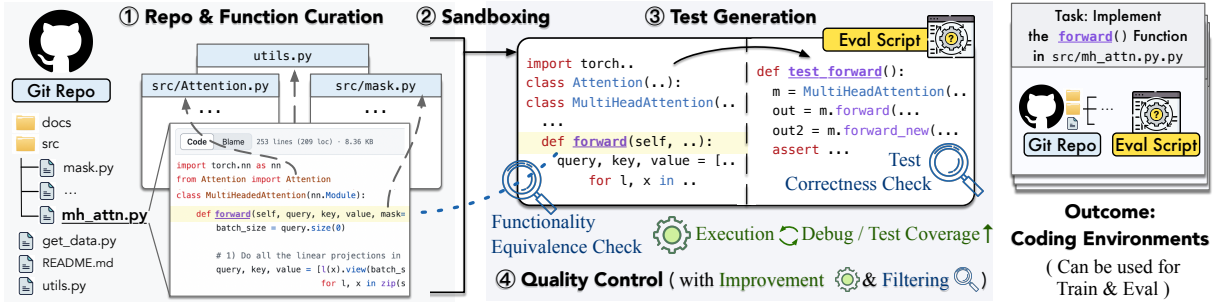 ① Repo & Function Curation
② Sandboxing
③ Test Generation
Git Repo
docs
src
mask.py
...
mh_attn.py
get_data.py
README.md
utils.py
utils.py
src/Attention.py
...
src/mask.py
...
Code Blame 253 lines (209 loc) · 8.36 KB
import torch.nn as nn
from Attention import Attention
class MultiHeadedAttention(nn.Module):
def forward(self, query, key, value, mask=
batch_size = query.size(0)
# 1) Do all the linear projections in
query, key, value = [l(x).view(batch_s
for l, x in zip(s
import torch..
class Attention(..):
class MultiHeadAttention(..
...
def forward(self, ..):
query, key, value = [..
for l, x in ..
Functionality
Equivalence Check
Eval Script
def test_forward():
m = MultiHeadAttention(..
out = m.forward(...
out2 = m.forward_new(...
assert ...
Test
Correctness Check
Execution Debug / Test Coverage ↑
④ Quality Control ( with Improvement & Filtering )
Task: Implement
the forward() Function
in src/mh_attn.py.py
...
Git Repo
Eval Script
Outcome:
Coding Environments
( Can be used for
Train & Eval )